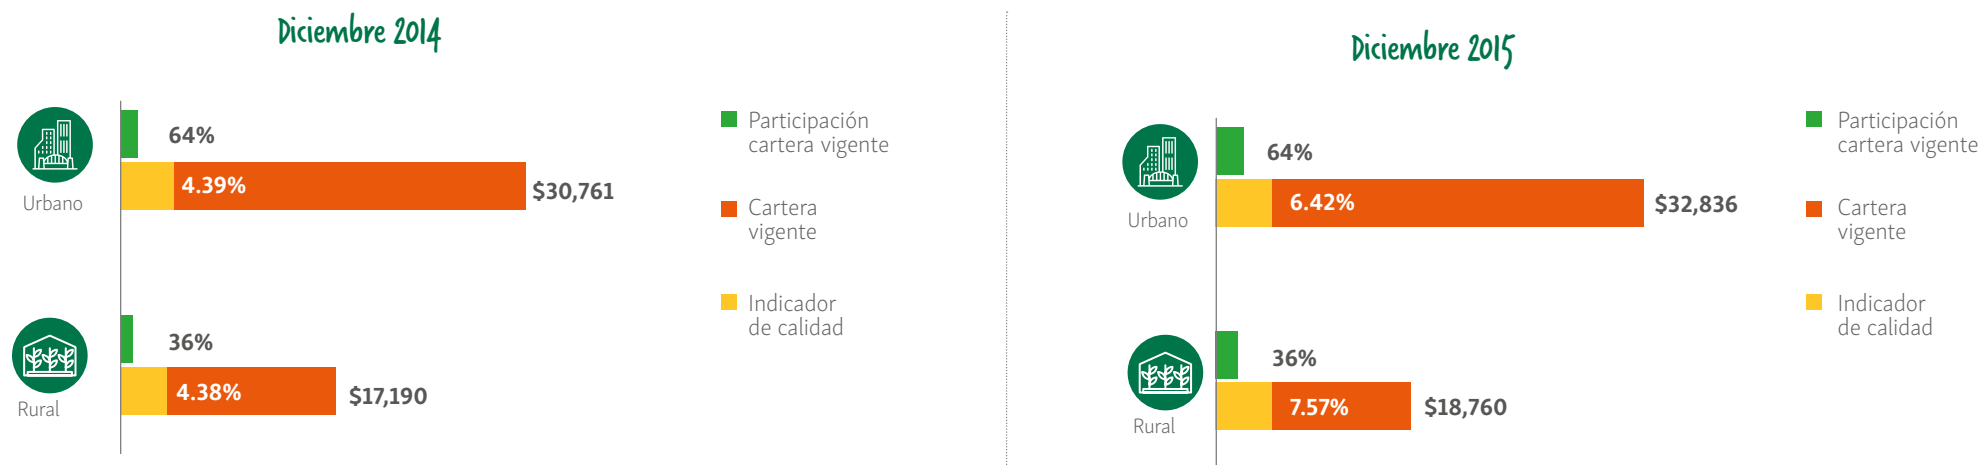 Diciembre 2014
64%
4.39%
$30,761
Urbano
36%
4.38%
$17,190
Rural
Participación
cartera vigente
Cartera
vigente
Indicador
de calidad
Diciembre 2015
64%
6.42%
$32,836
Urbano
36%
7.57%
$18,760
Rural
Participación
cartera vigente
Cartera
vigente
Indicador
de calidad